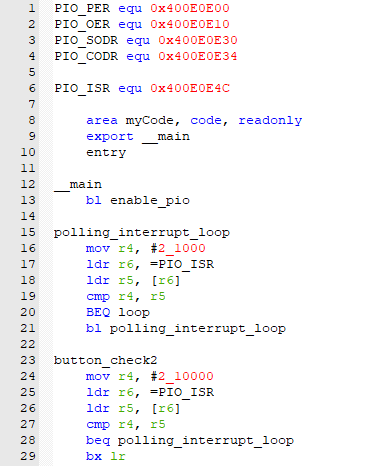 1 PIO_PER equ 0x400E0E00
2 PIO_OER equ 0x400E0E10
3 PIO_SODR equ 0x400E0E30
4 PIO_CODR equ 0x400E0E34
5
6 PIO_ISR equ 0x400E0E4C
7
8 area myCode, code, readonly
9 export __main
10 entry
11
12 __main
13 bl enable_pio
14
15 polling_interrupt_loop
16 mov r4, #2_1000
17 ldr r6, =PIO_ISR
18 ldr r5, [r6]
19 cmp r4, r5
20 BEQ loop
21 bl polling_interrupt_loop
22
23 button_check2
24 mov r4, #2_10000
25 ldr r6, =PIO_ISR
26 ldr r5, [r6]
27 cmp r4, r5
28 beq polling_interrupt_loop
29 bx lr